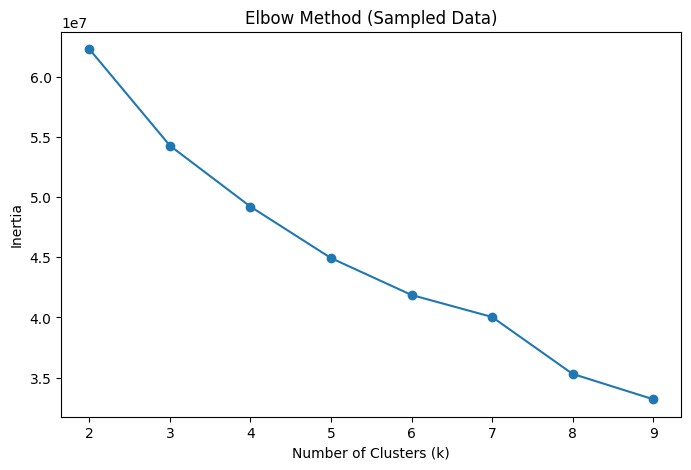 Elbow Method (Sampled Data)
1e7
6.0
5.5
5.0
4.5
4.0
3.5
Inertia
2 3 4 5 6 7 8 9
Number of Clusters (k)